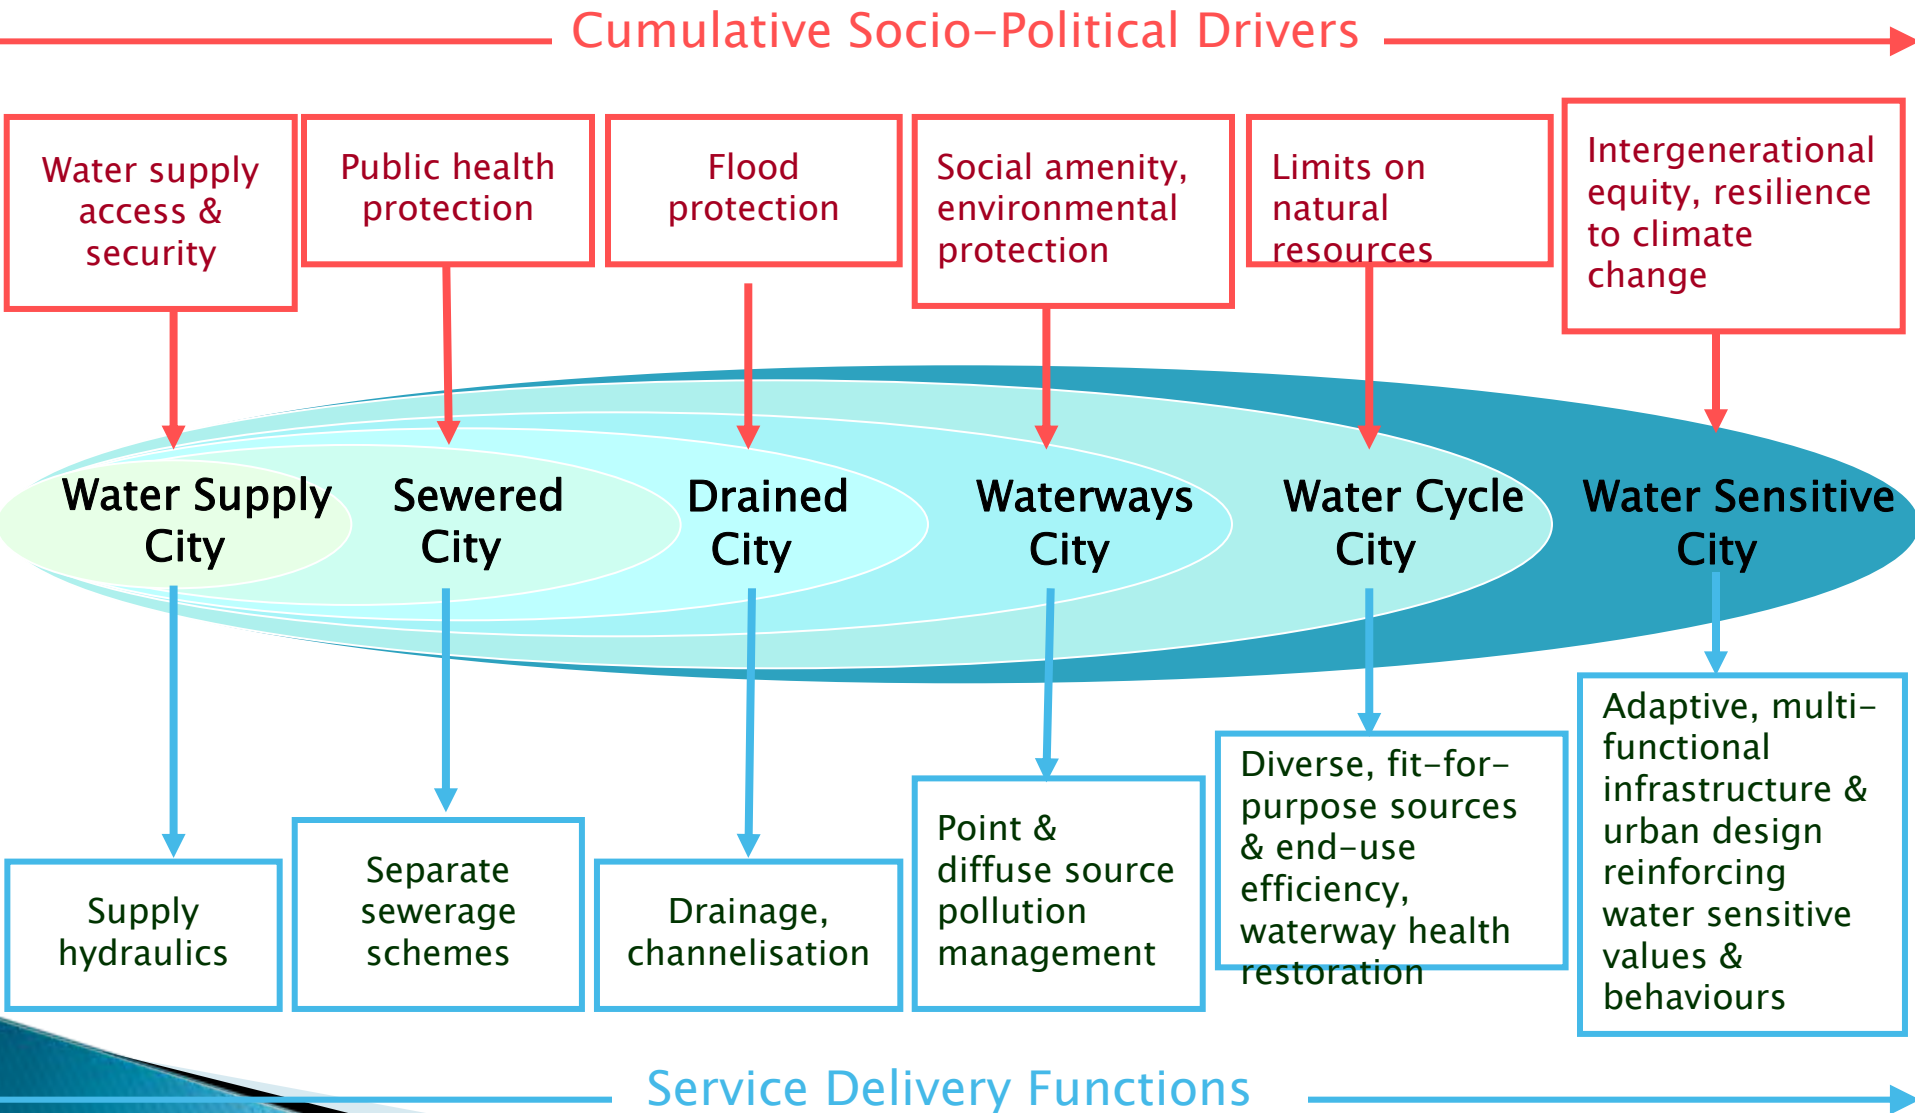 Cumulative Socio-Political Drivers
Water supply
access &
security
Public health
protection
Flood
protection
Social amenity,
environmental
protection
Limits on
natural
resources
Intergenerational
equity, resilience
to climate
change
Water Supply
City
Sewered
City
Drained
City
Waterways
City
Water Cycle
City
Water Sensitive
City
Supply
hydraulics
Separate
sewerage
schemes
Drainage,
channelisation
Point &
diffuse source
pollution
management
Diverse, fit-for-
purpose sources
& end-use
efficiency,
waterway health
restoration
Adaptive, multi-
functional
infrastructure &
urban design
reinforcing
water sensitive
values &
behaviours
Service Delivery Functions